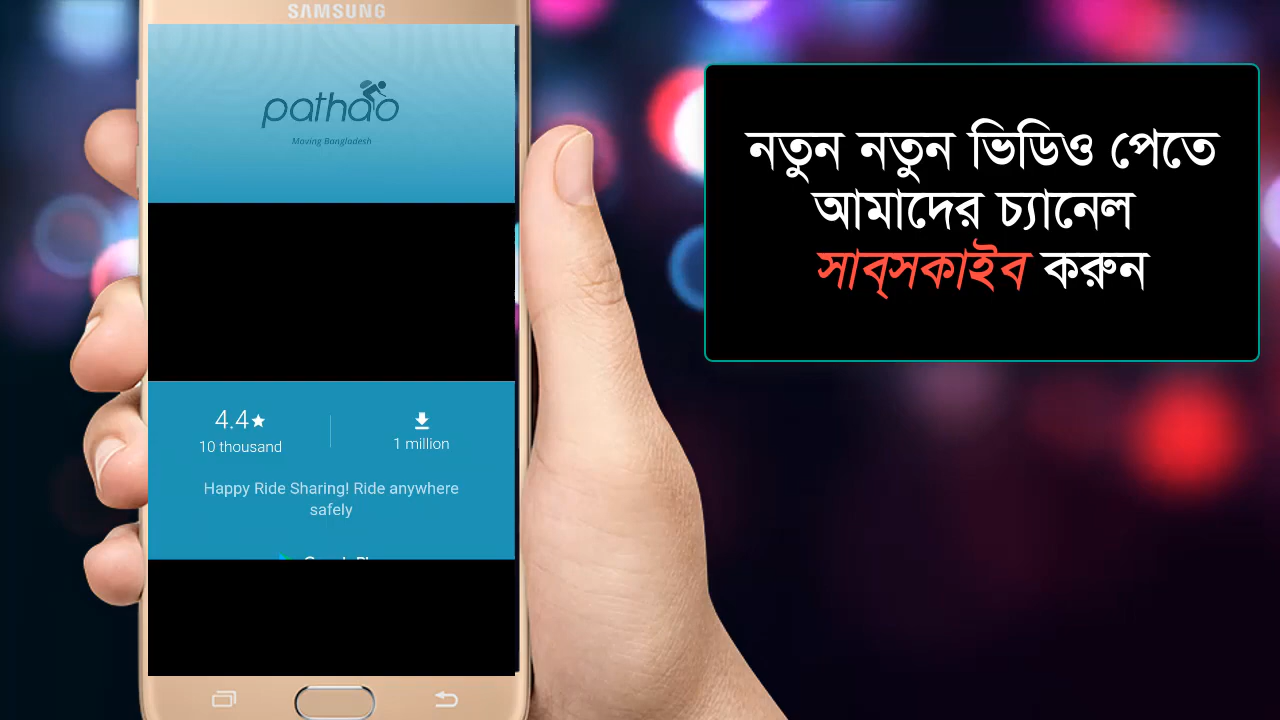 SAMSUNG
pathao
Moving Bangladesh
4.4★
10 thousand
1 million
Happy Ride Sharing! Ride anywhere
safely
নতুন নতুন ভিডিও পেতে
আমাদের চ্যানেল
সাব্সকাইব করুন